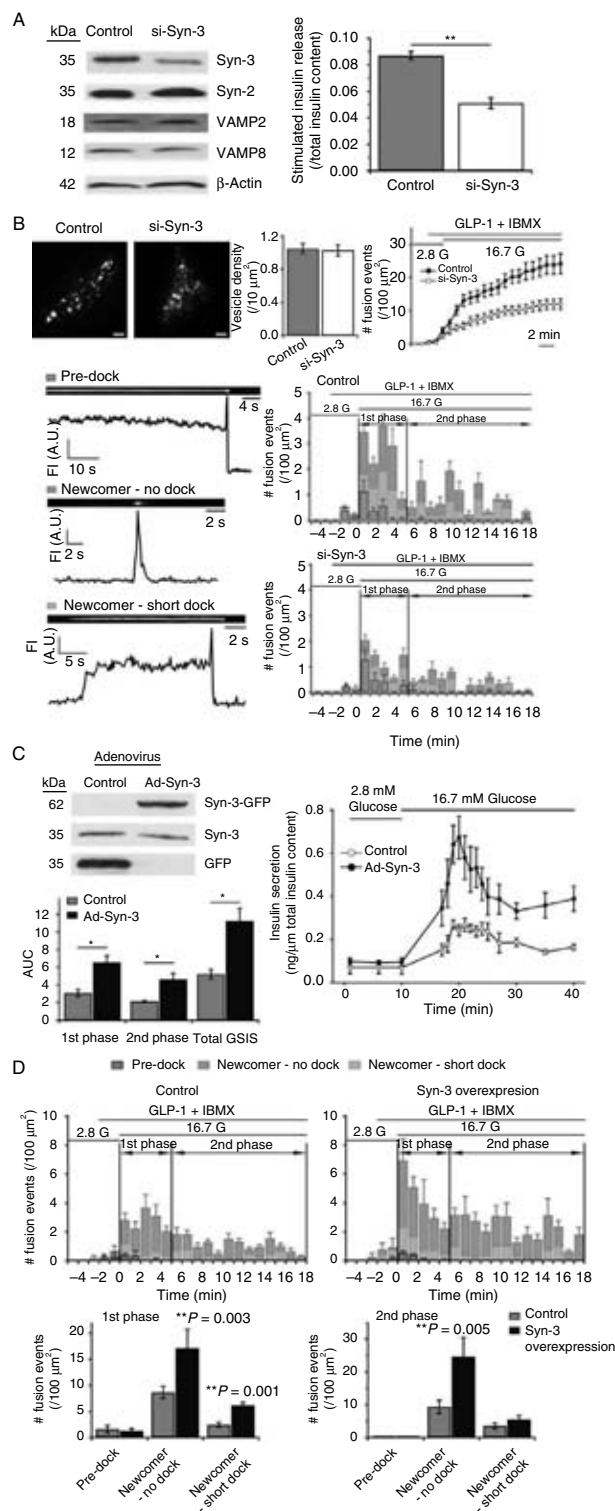 A
kDa Control si-Syn-3
35 Syn-3
35 Syn-2
18 VAMP2
12 VAMP8
42 β-Actin
Stimulated insulin release
(/total insulin content)
0.10
0.08
0.06
0.04
0.02
0.00
**
Control si-Syn-3
B
Control si-Syn-3
Vesicle density
(/10 μm²)
1.2
0.8
0.4
0.0
Control
si-Syn-3
GLP-1 + IBMX
2.8 G 16.7 G
# fusion events
(/100 μm²)
30
20
10
0
Control
si-Syn-3
2 min
Pre-dock
4 s
FI (A.U.)
10 s
Newcomer - no dock
2 s
FI (A.U.)
2 s
Newcomer - short dock
2 s
FI
(A.U.)
5 s
Control
GLP-1 + IBMX
2.8 G 16.7 G
1st phase 2nd phase
# fusion events
(/100 μm²)
5
4
3
2
1
0
–4 –2 0 2 4 6 8 10 12 14 16 18
si-Syn-3
GLP-1 + IBMX
2.8 G 16.7 G
1st phase 2nd phase
# fusion events
(/100 μm²)
5
4
3
2
1
0
–4 –2 0 2 4 6 8 10 12 14 16 18
Time (min)
C
Adenovirus
kDa Control Ad-Syn-3
62 Syn-3-GFP
35 Syn-3
35 GFP
Control
Ad-Syn-3
AUC
12
10
8
6
4
2
0
* * *
1st phase 2nd phase Total GSIS
2.8 mM
Glucose
16.7 mM Glucose
Control
Ad-Syn-3
Insulin secretion
(ng/μm total insulin content)
0.8
0.6
0.4
0.2
0.0
0 10 20 30 40
Time (min)
D
Pre-dock Newcomer - no dock Newcomer - short dock
Control
GLP-1 + IBMX
2.8 G 16.7 G
1st phase 2nd phase
# fusion events (/100 μm²)
10
8
6
4
2
0
–4 –2 0 2 4 6 8 10 12 14 16 18
Time (min)
Syn-3 overexpresion
GLP-1 + IBMX
2.8 G 16.7 G
1st phase 2nd phase
10
8
6
4
2
0
–4 –2 0 2 4 6 8 10 12 14 16 18
Time (min)
1st phase
**P = 0.003
**P = 0.001
# fusion events
(/100 μm²)
20
15
10
5
0
Pre-dock
Newcomer
- no dock
Newcomer
- short dock
2nd phase
**P = 0.005
Control
Syn-3
overexpression
# fusion events
(/100 μm²)
30
20
10
0
Pre-dock
Newcomer
- no dock
Newcomer
- short dock